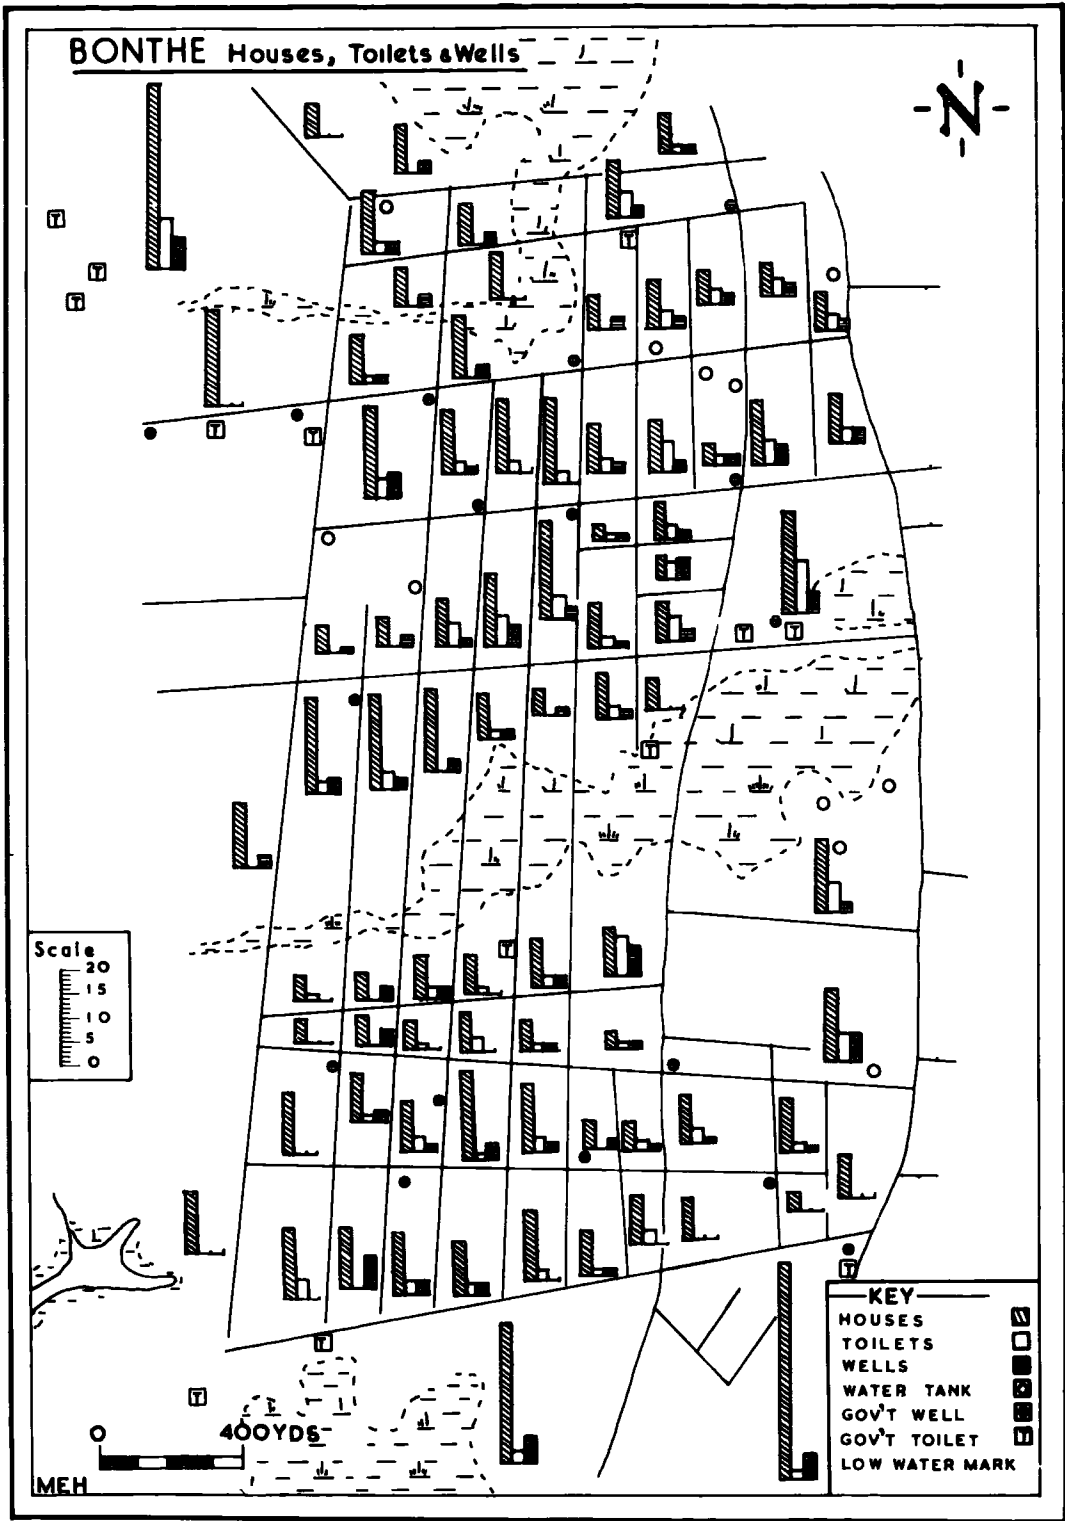 BONTHE Houses, Toilets & Wells
N
T
T
T
T
T
T
T
T
T
T
Scale
20
15
10
5
0
T
T
T
KEY
HOUSES
TOILETS
WELLS
WATER TANK
GOV'T WELL
GOV'T TOILET T
LOW WATER MARK
0 400YDS
MEH